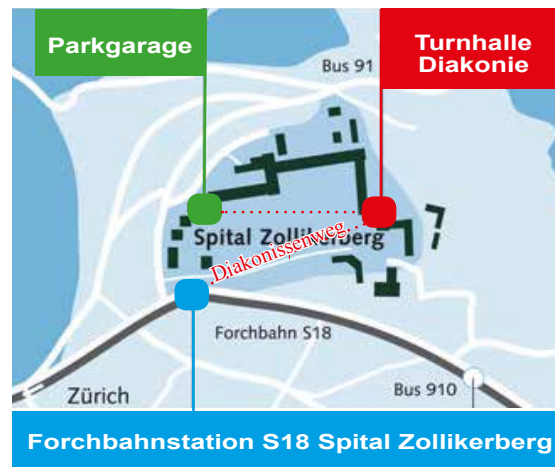 Parkgarage
Turnhalle
Diakonie
Bus 91
Spital Zollikerberg
Diakonissenweg
Forchbahn S18
Zürich
Bus 910
Forchbahnstation S18 Spital Zollikerberg